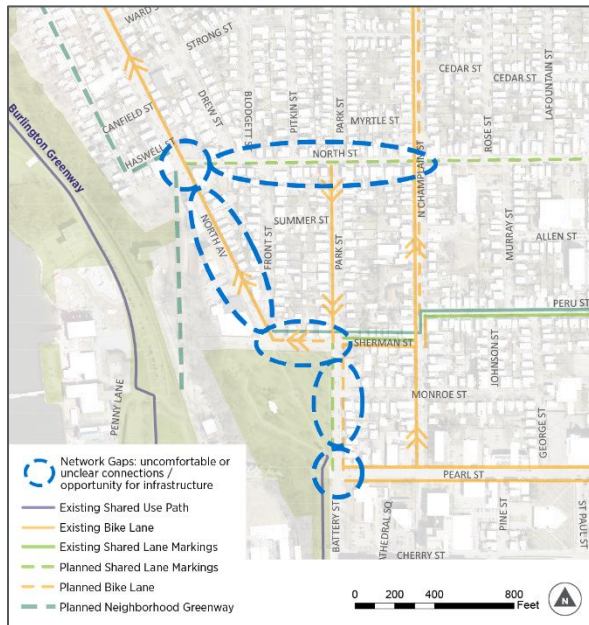 WARD ST
STRONG ST
CEDAR ST
CEDAR ST
LAFOUNTAIN ST
CANFIELD ST
DREW ST
BLODGETT ST
PITKIN ST
PARK ST
MYRTLE ST
ROSE ST
Burlington Greenway
HASWELL ST
NORTH ST
N CHAMPLAIN ST
NORTH AV
SUMMER ST
FRONT ST
PARK ST
MURRAY ST
ALLEN ST
PERU ST
SHERMAN ST
JOHNSON ST
PENNY LANE
MONROE ST
GEORGE ST
PEARL ST
BATTERY ST
PINE ST
ST PAUL ST
CHERRY ST
Network Gaps: uncomfortable or
unclear connections /
opportunity for infrastructure
Existing Shared Use Path
Existing Bike Lane
Existing Shared Lane Markings
Planned Shared Lane Markings
Planned Bike Lane
Planned Neighborhood Greenway
0 200 400 800
Feet
N